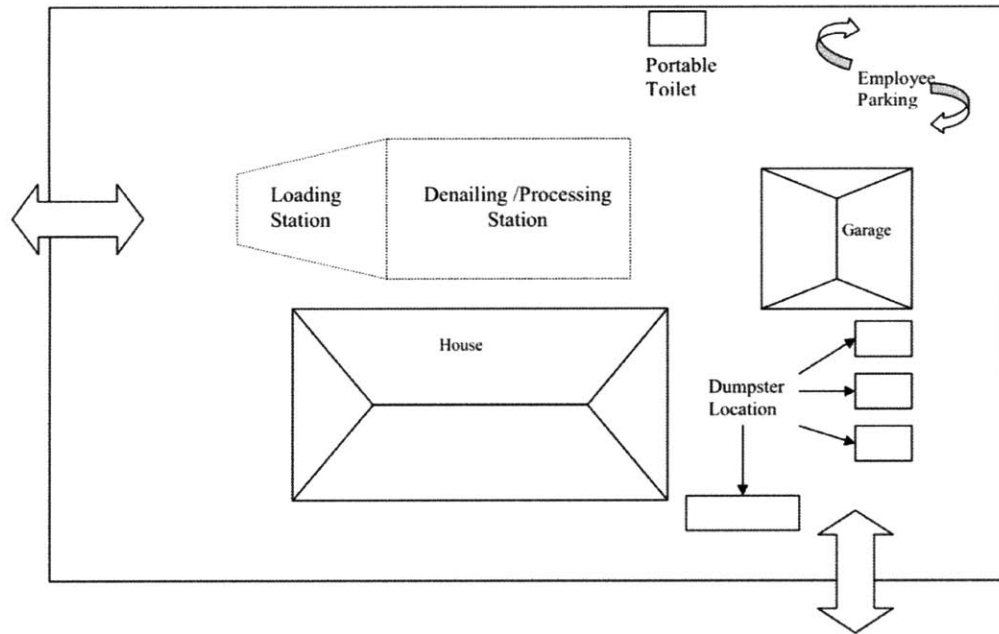 Portable
Toilet
Employee
Parking
Loading
Station
Denailing /Processing
Station
Garage
House
Dumpster
Location